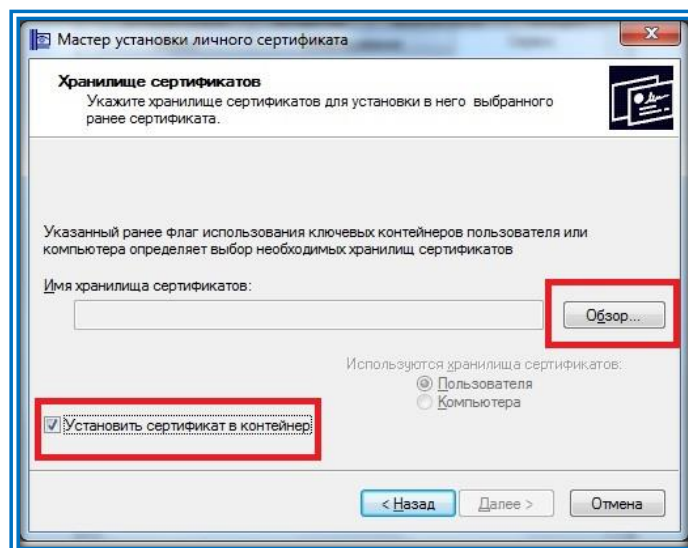 Мастер установки личного сертификата
Хранилище сертификатов
Укажите хранилище сертификатов для установки в него выбранного
ранее сертификата.
Указанный ранее флаг использования ключевых контейнеров пользователя или
компьютера определяет выбор необходимых хранилищ сертификатов
Имя хранилища сертификатов:
Обзор...
Используются хранилища сертификатов:
Пользователя
Компьютера
Установить сертификат в контейнер
< Назад
Далее >
Отмена